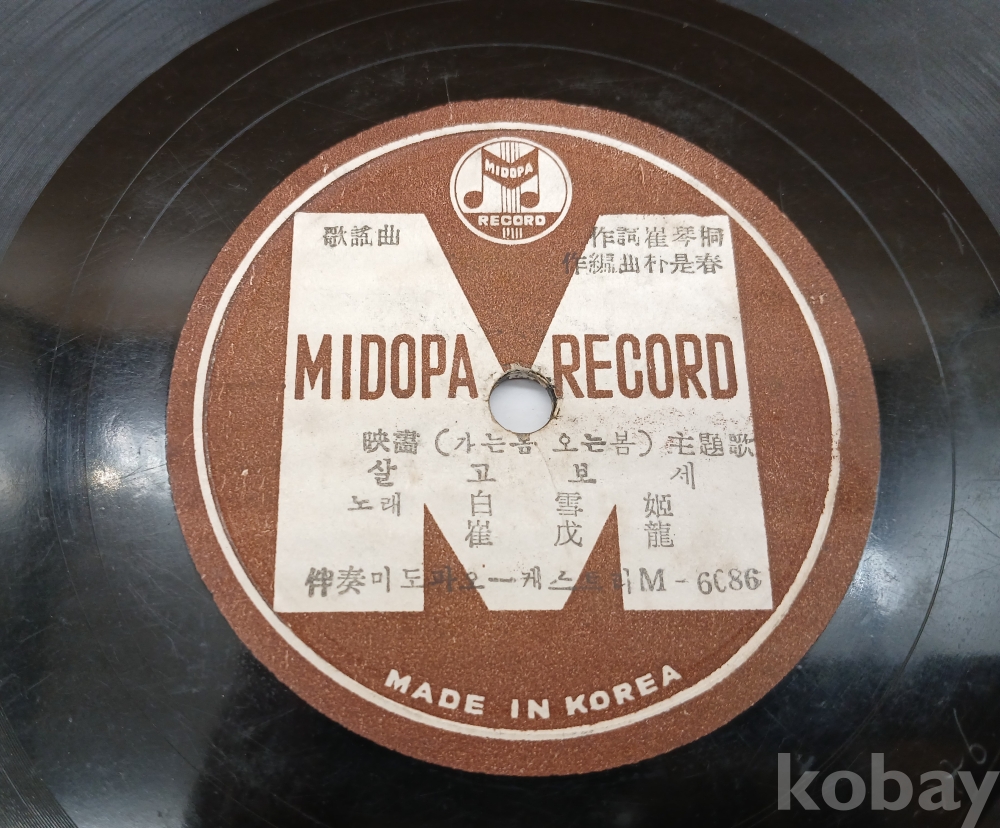 MIDOPA
RECORD
歌謠曲
作詞崔琴桐
作編曲朴是春
MIDOPA RECORD
映畵 (가는봄 오는봄) 主題歌
살고보세
노래 白雪姬
崔戊龍
伴奏미도파오—케스트라 M-6086
MADE IN KOREA
kobay